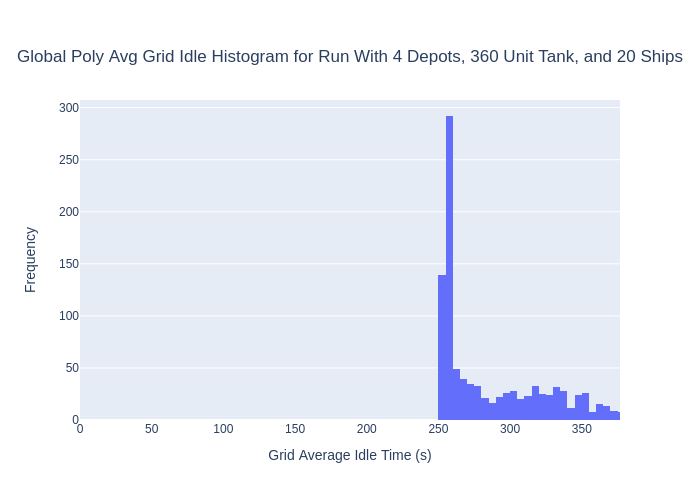 Global Poly Avg Grid Idle Histogram for Run With 4 Depots, 360 Unit Tank, and 20 Ships
300
250
200
150
100
50
0
Frequency
0 50 100 150 200 250 300 350
Grid Average Idle Time (s)